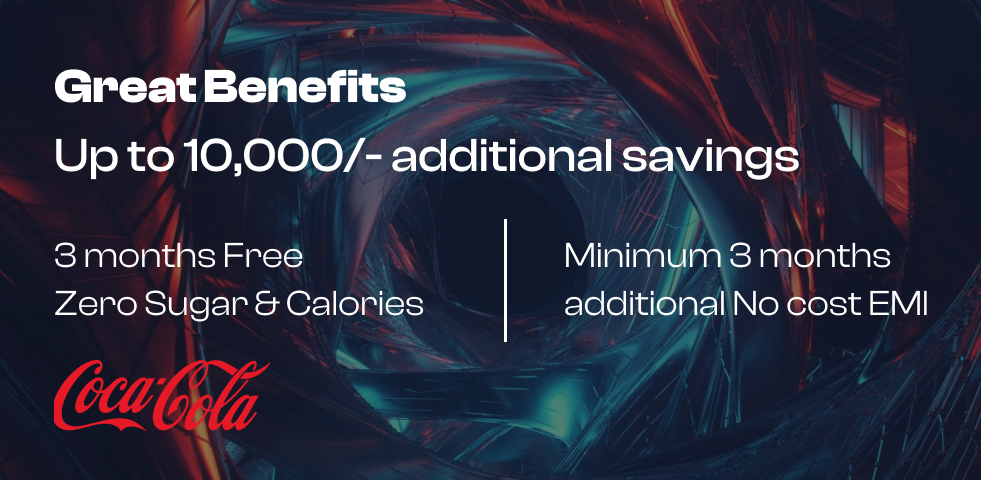 Great Benefits
Up to 10,000/- additional savings
3 months Free
Zero Sugar & Calories
Coca-Cola
Minimum 3 months
additional No cost EMI